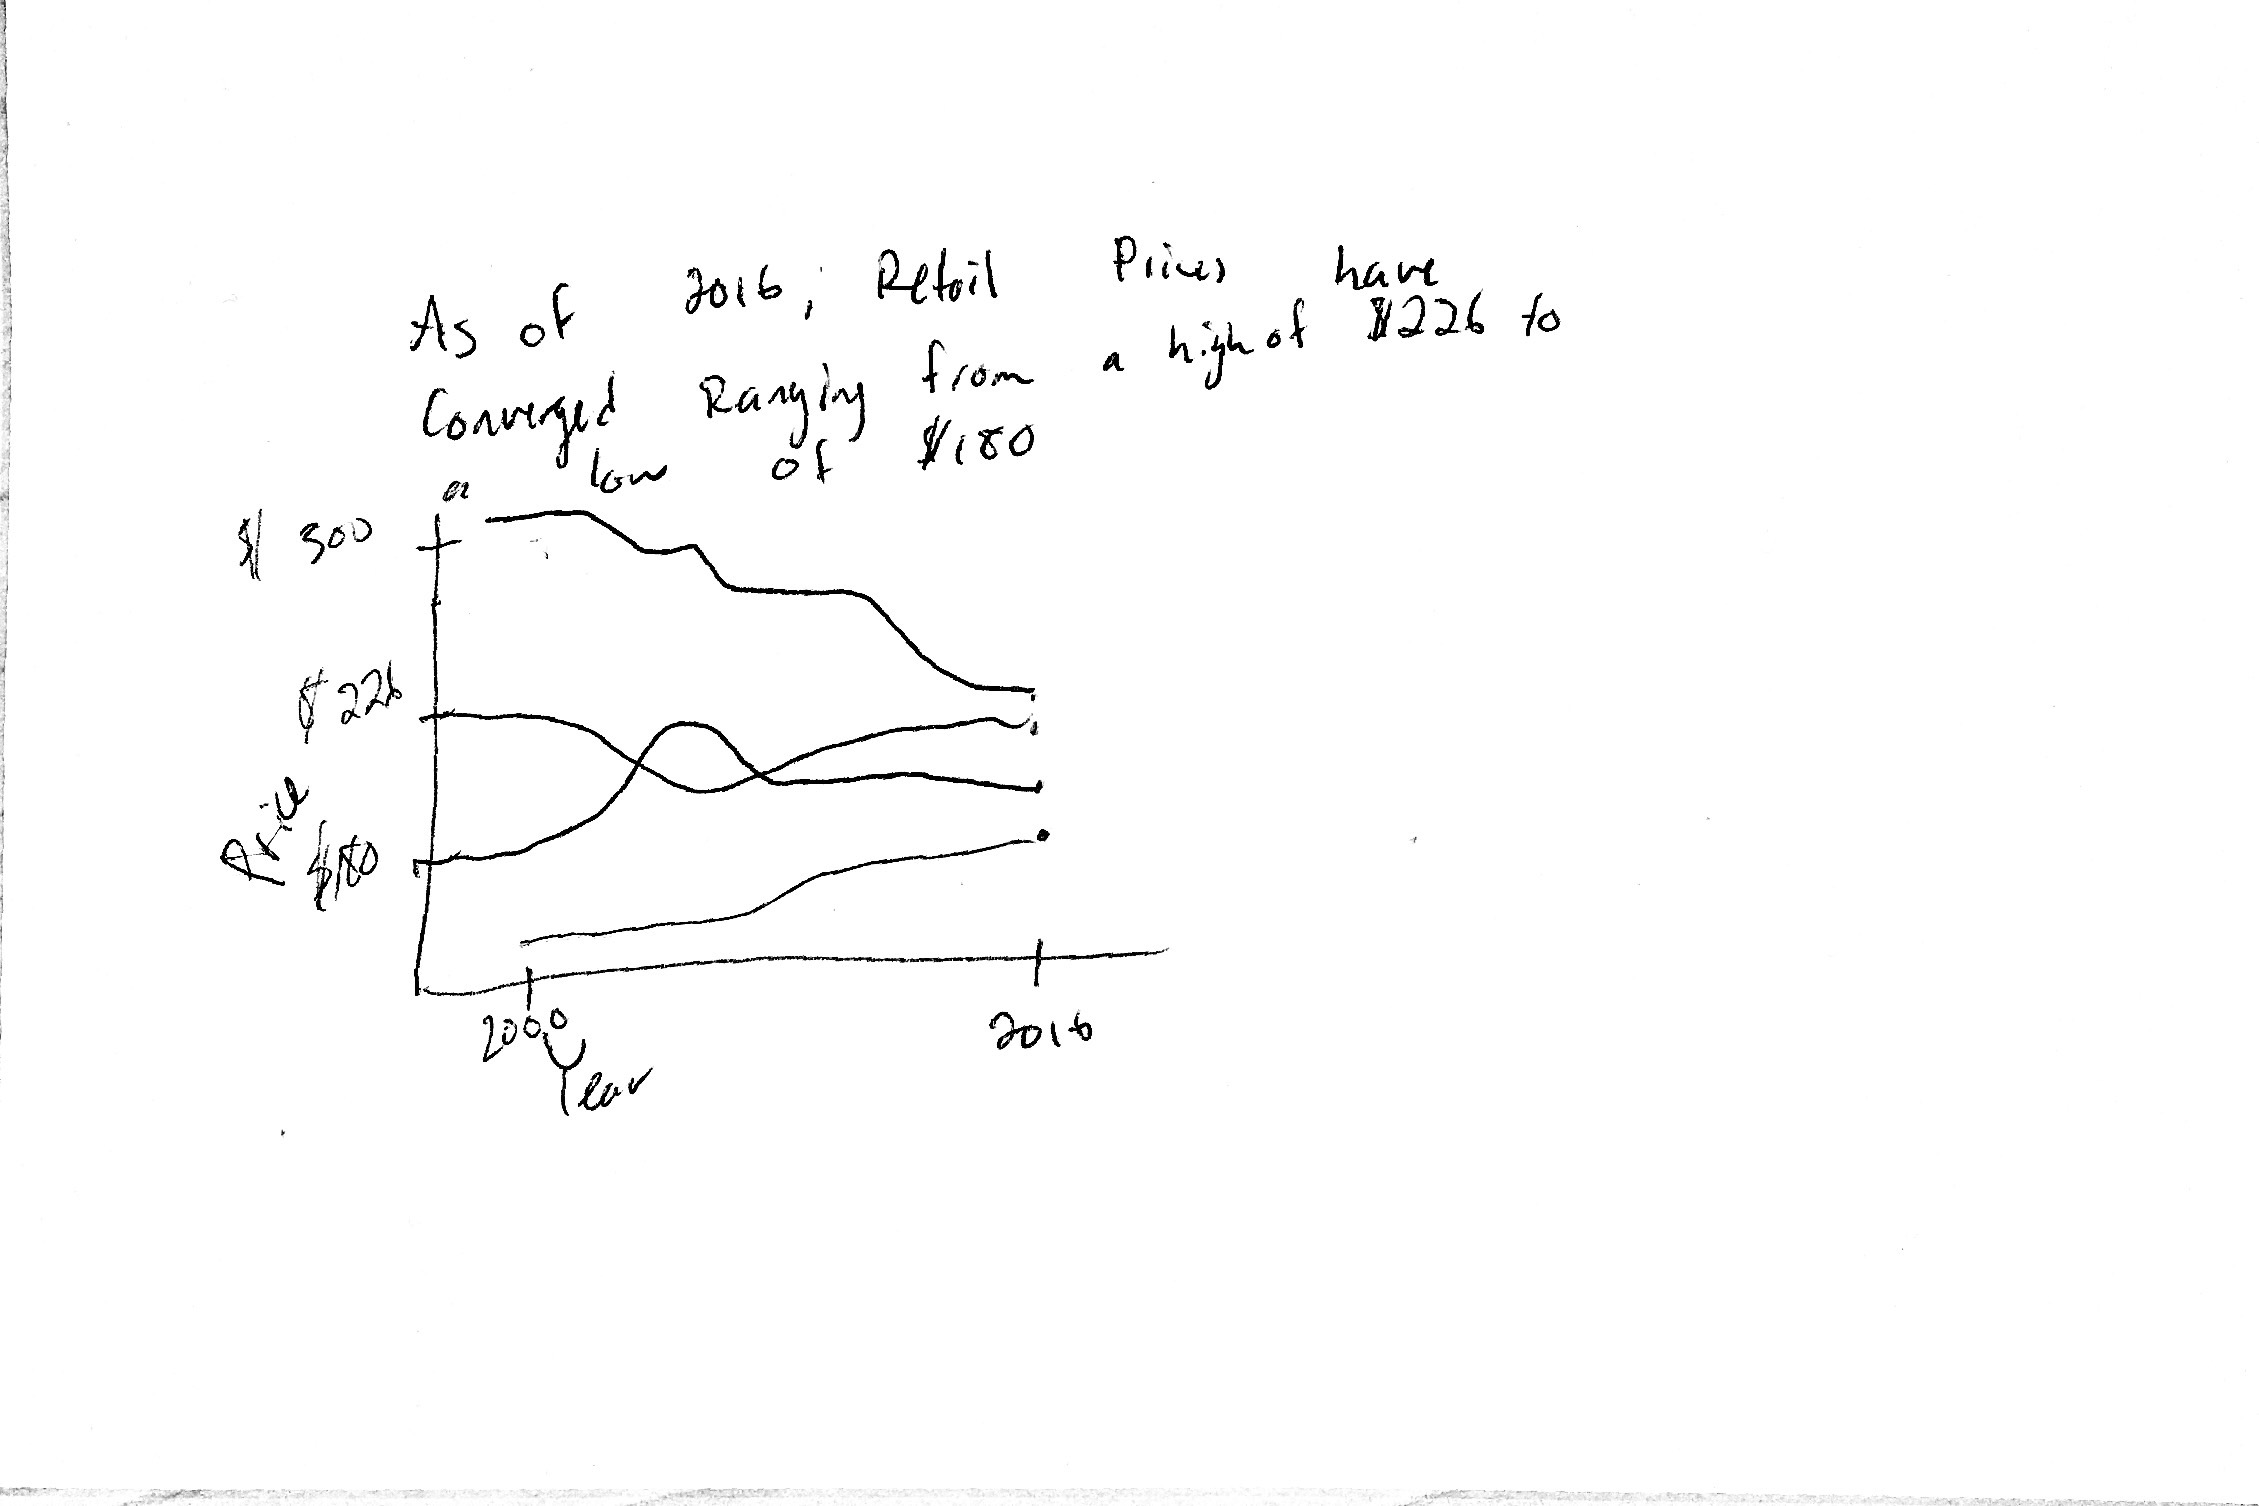 As of 2016, Retail Prices have
Converged Ranging from a high of $226 to
a low of $180
$300
$226
Price
$180
2000
2016
Year